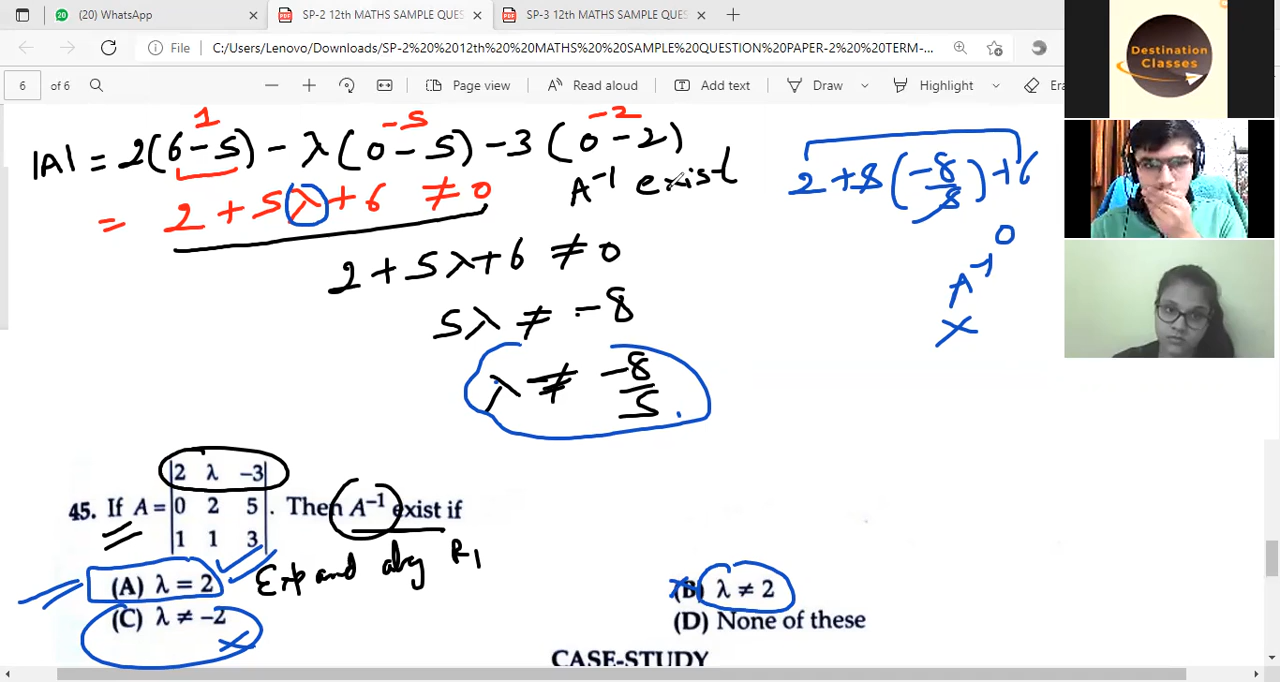 (20) WhatsApp
SP-2 12th MATHS SAMPLE QUES
SP-3 12th MATHS SAMPLE QUES
File
C:/Users/Lenovo/Downloads/SP-2%20%2012th%20%20MATHS%20%20SAMPLE%20QUESTION%20PAPER-2%20%20TERM-...
6 of 6
Page view
Read aloud
Add text
Draw
Highlight
Era
Destination
Classes
1 -5 -2
|A| = 2(6-5) - λ(0-5) -3(0-2)
= 2 + 5λ + 6 ≠ 0
A⁻¹ exist
2 + 5λ + 6 ≠ 0
5λ ≠ -8
λ ≠ -8/5
2 + 5(-8/5) + 6
0
A⁻¹
×
45. If A = |2 λ -3|
|0 2 5|. Then A⁻¹ exist if
|1 1 3|
Expand along R1
(A) λ = 2
(B) λ ≠ 2
(C) λ ≠ -2
(D) None of these
CASE-STUDY